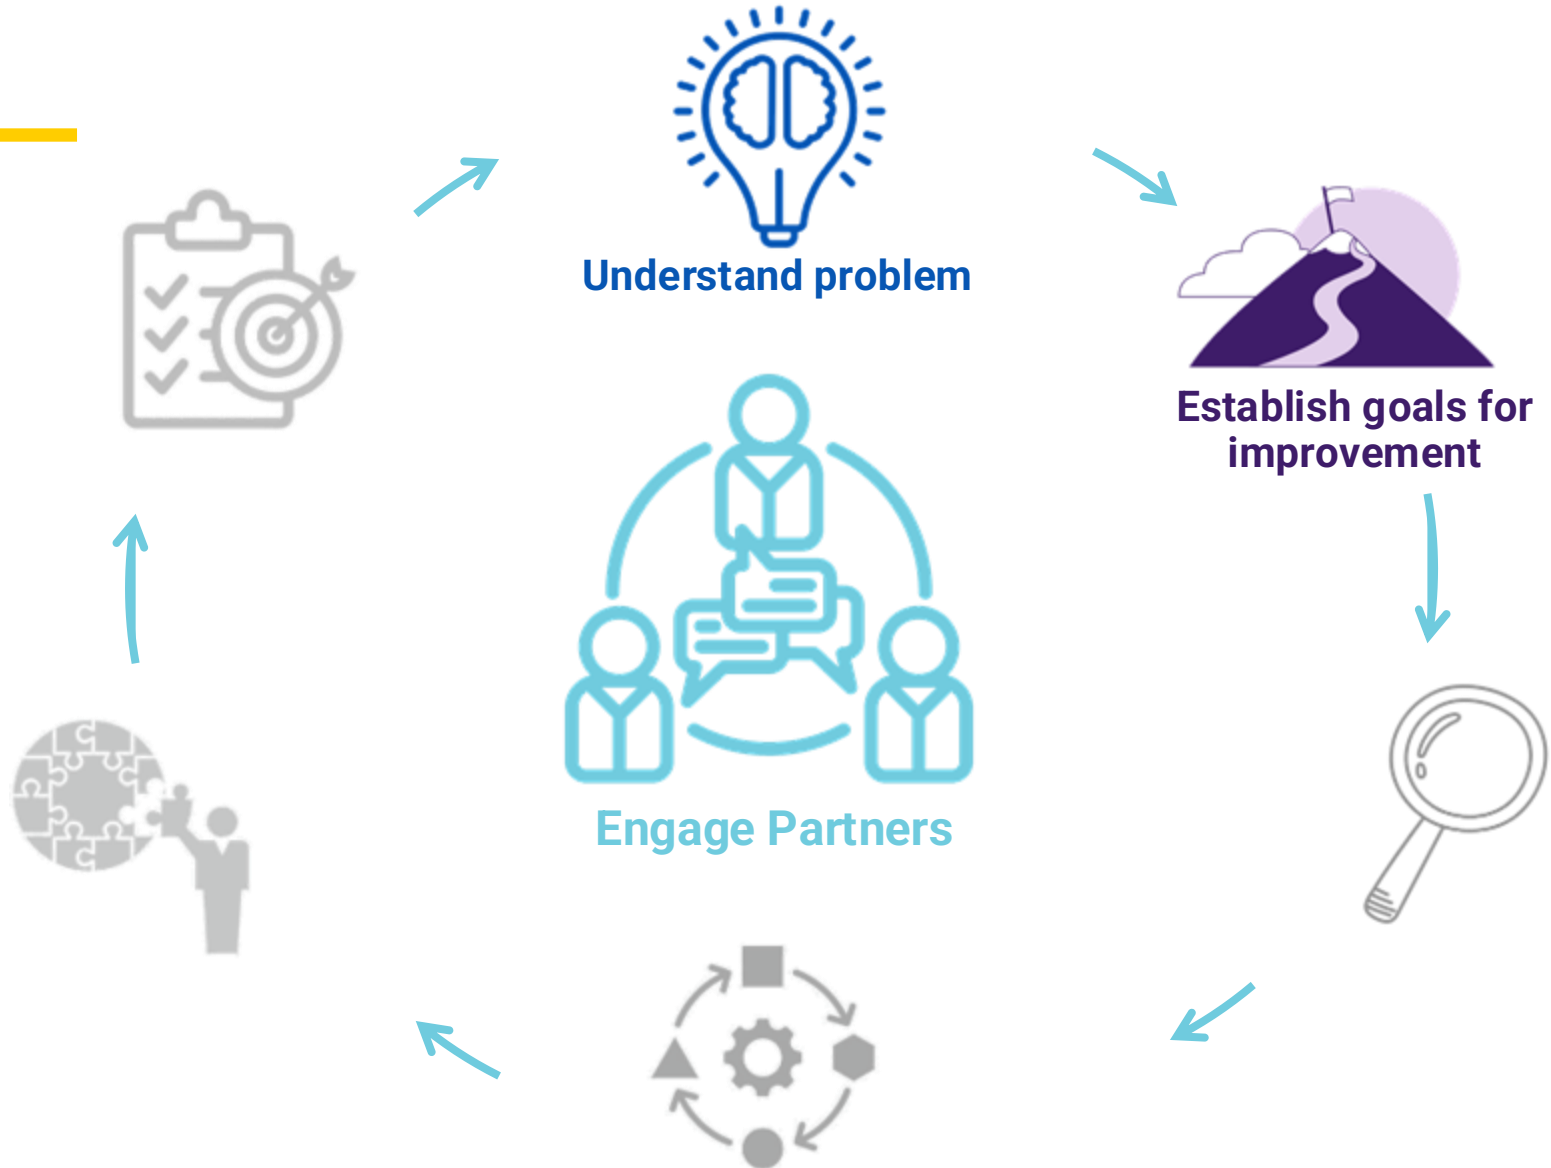 Understand problem
Establish goals for
improvement
Engage Partners